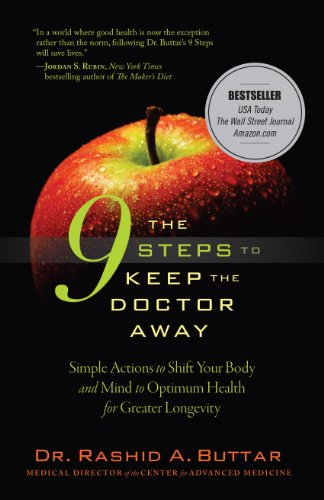 "In a world where good health is now the exception
rather than the norm, following Dr. Buttar's 9 Steps
will save lives."
—JORDAN S. RUBIN, New York Times
bestselling author of The Maker's Diet
BESTSELLER
USA Today
The Wall Street Journal
Amazon.com
THE
9 STEPS TO
KEEP THE
DOCTOR
AWAY
Simple Actions to Shift Your Body
and Mind to Optimum Health
for Greater Longevity
DR. RASHID A. BUTTAR
MEDICAL DIRECTOR of the CENTER for ADVANCED MEDICINE